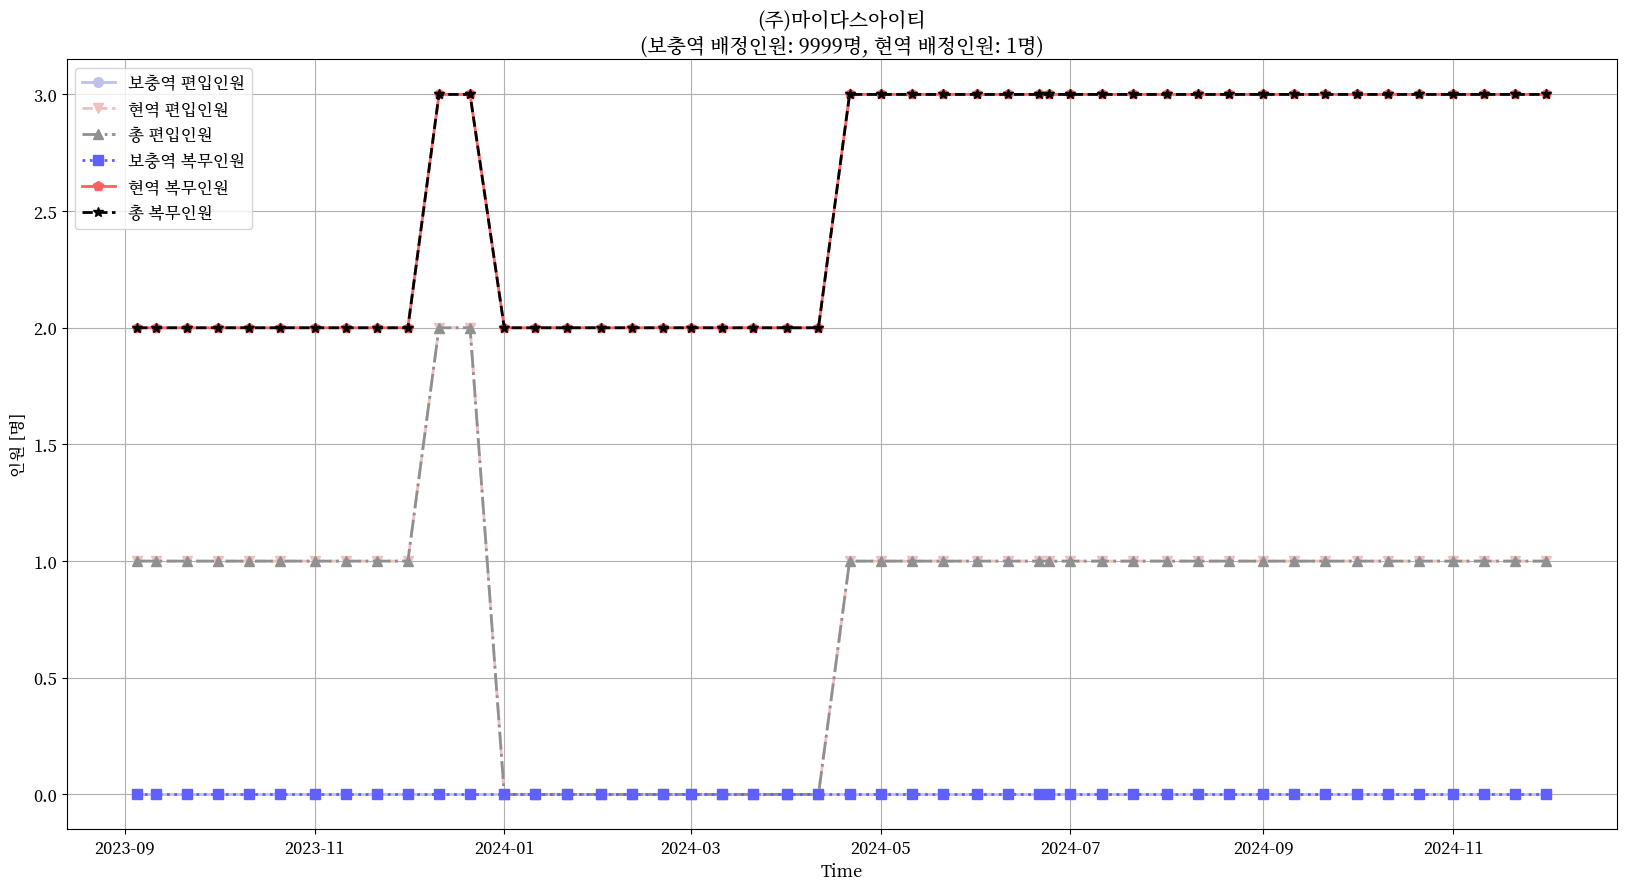 (주)마이다스아이티
(보충역 배정인원: 9999명, 현역 배정인원: 1명)
보충역 편입인원
현역 편입인원
총 편입인원
보충역 복무인원
현역 복무인원
총 복무인원
3.0
2.5
2.0
1.5
1.0
0.5
0.0
인원 [명]
2023-09 2023-11 2024-01 2024-03 2024-05 2024-07 2024-09 2024-11
Time